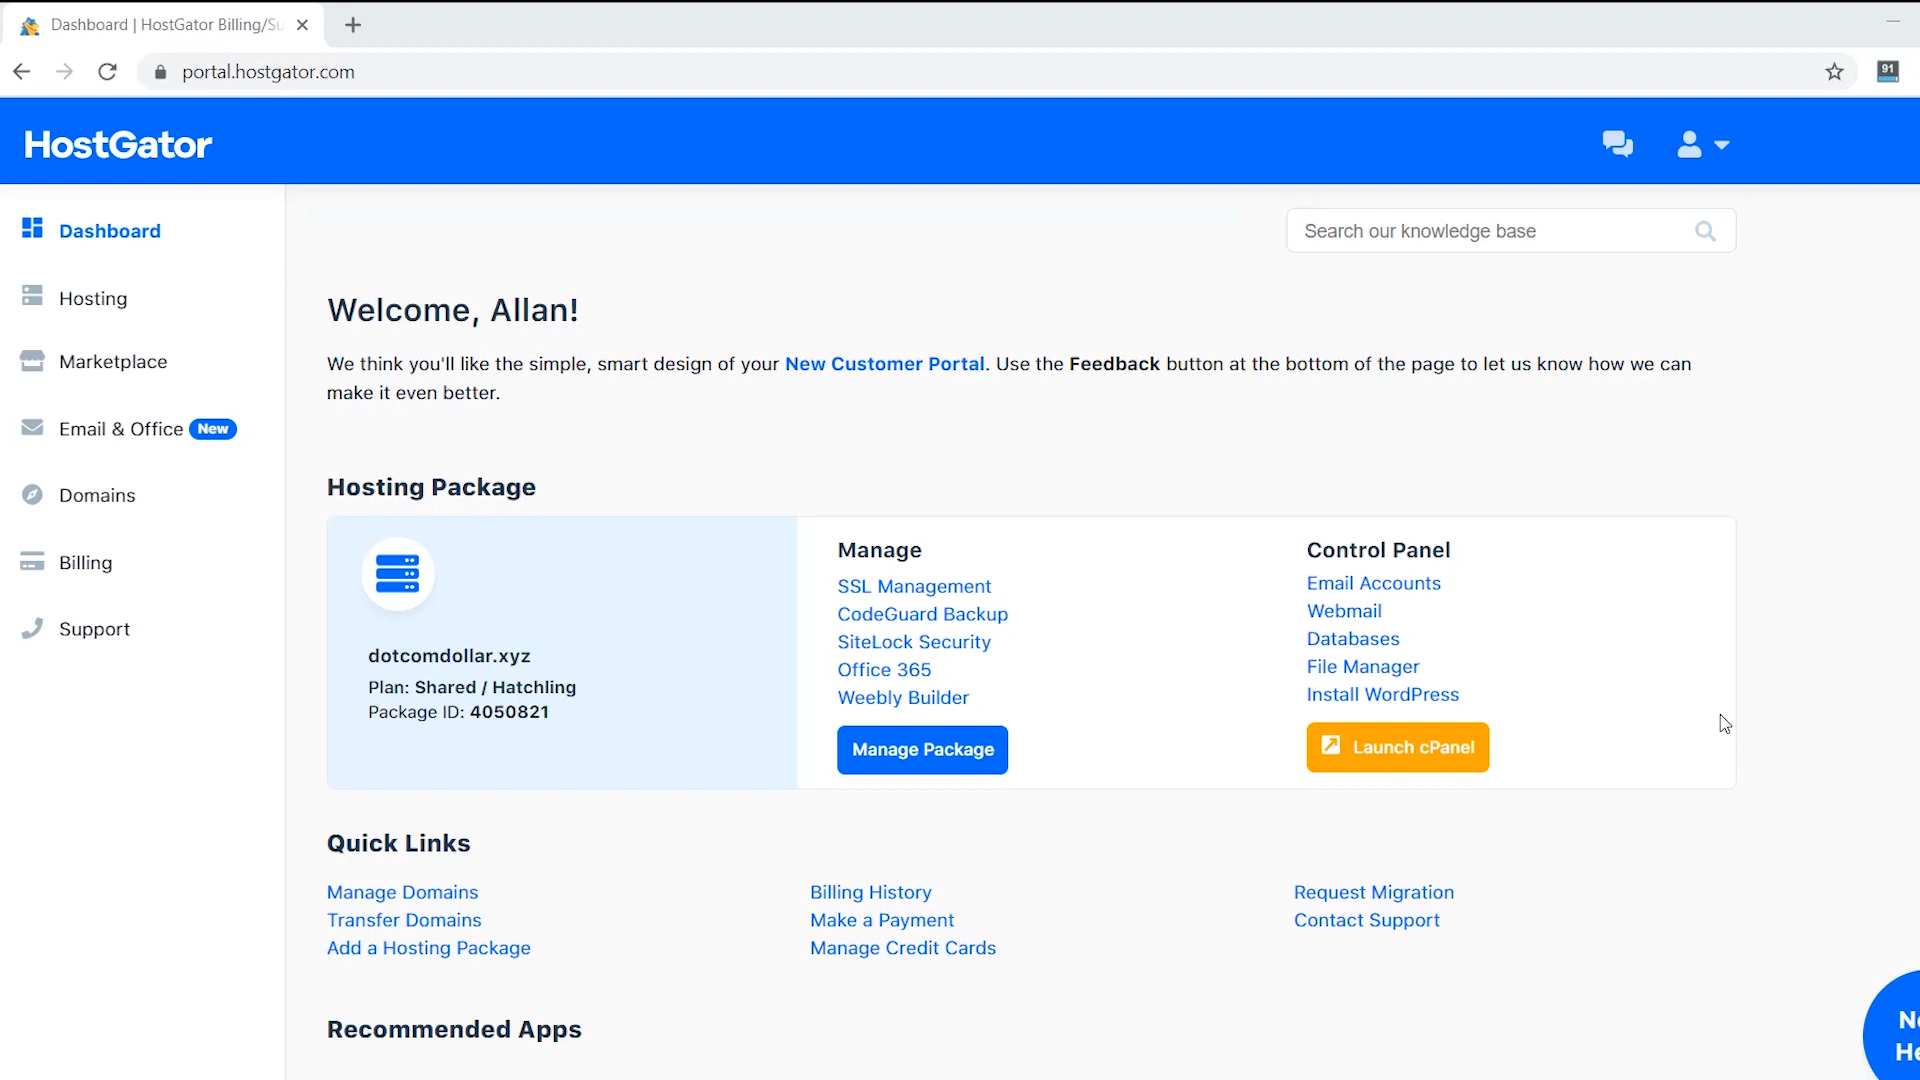 Dashboard | HostGator Billing/Su
portal.hostgator.com
91
HostGator
Dashboard
Search our knowledge base
Hosting
Welcome, Allan!
Marketplace
We think you'll like the simple, smart design of your New Customer Portal. Use the Feedback button at the bottom of the page to let us know how we can
make it even better.
Email & Office New
Domains
Billing
Support
Hosting Package
dotcomdollar.xyz
Plan: Shared / Hatchling
Package ID: 4050821
Manage
SSL Management
CodeGuard Backup
SiteLock Security
Office 365
Weebly Builder
Manage Package
Control Panel
Email Accounts
Webmail
Databases
File Manager
Install WordPress
Launch cPanel
Quick Links
Manage Domains
Transfer Domains
Add a Hosting Package
Billing History
Make a Payment
Manage Credit Cards
Request Migration
Contact Support
Recommended Apps